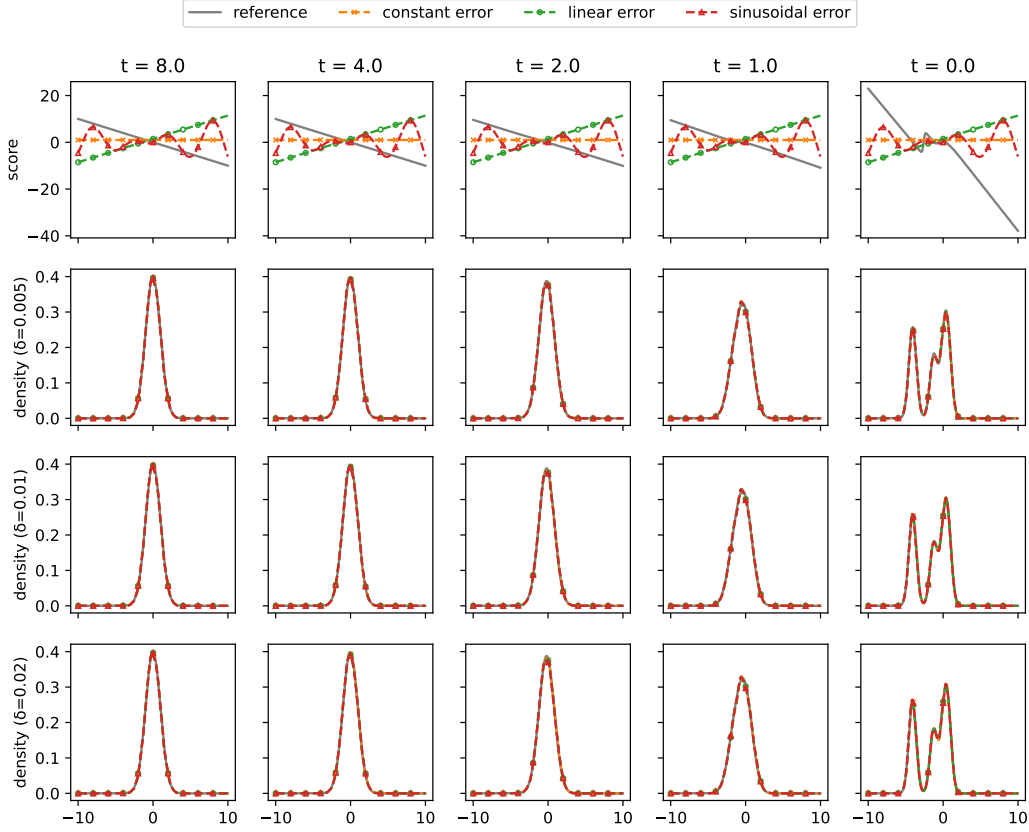 reference constant error linear error sinusoidal error
t = 8.0 t = 4.0 t = 2.0 t = 1.0 t = 0.0
score
20
0
−20
−40
density (δ=0.005)
0.4
0.3
0.2
0.1
0.0
density (δ=0.01)
0.4
0.3
0.2
0.1
0.0
density (δ=0.02)
0.4
0.3
0.2
0.1
0.0
−10 0 10 −10 0 10 −10 0 10 −10 0 10 −10 0 10